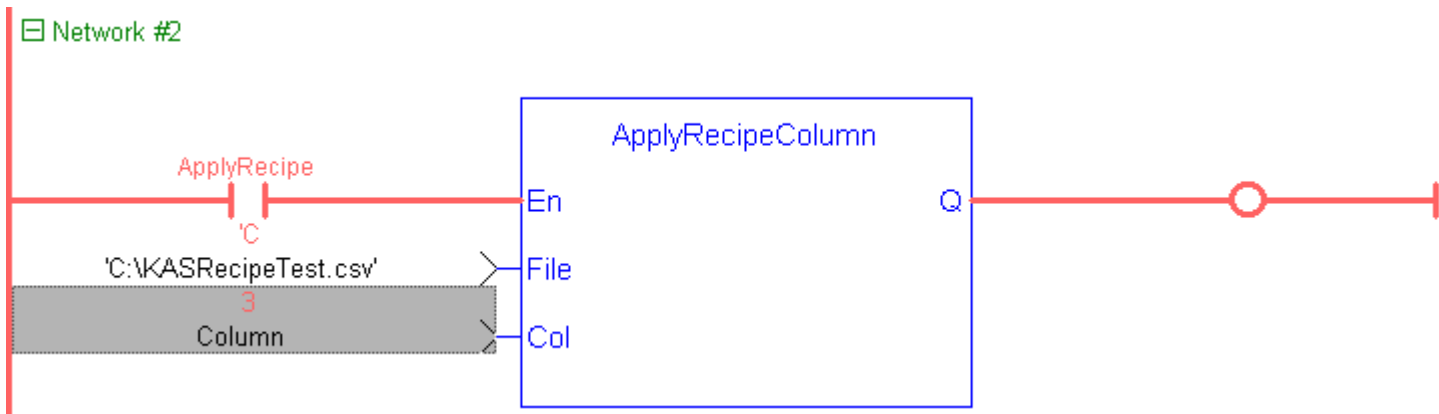 Network #2
ApplyRecipeColumn
ApplyRecipe
En Q
'C
'C:\KASRecipeTest.csv' File
3
Column Col